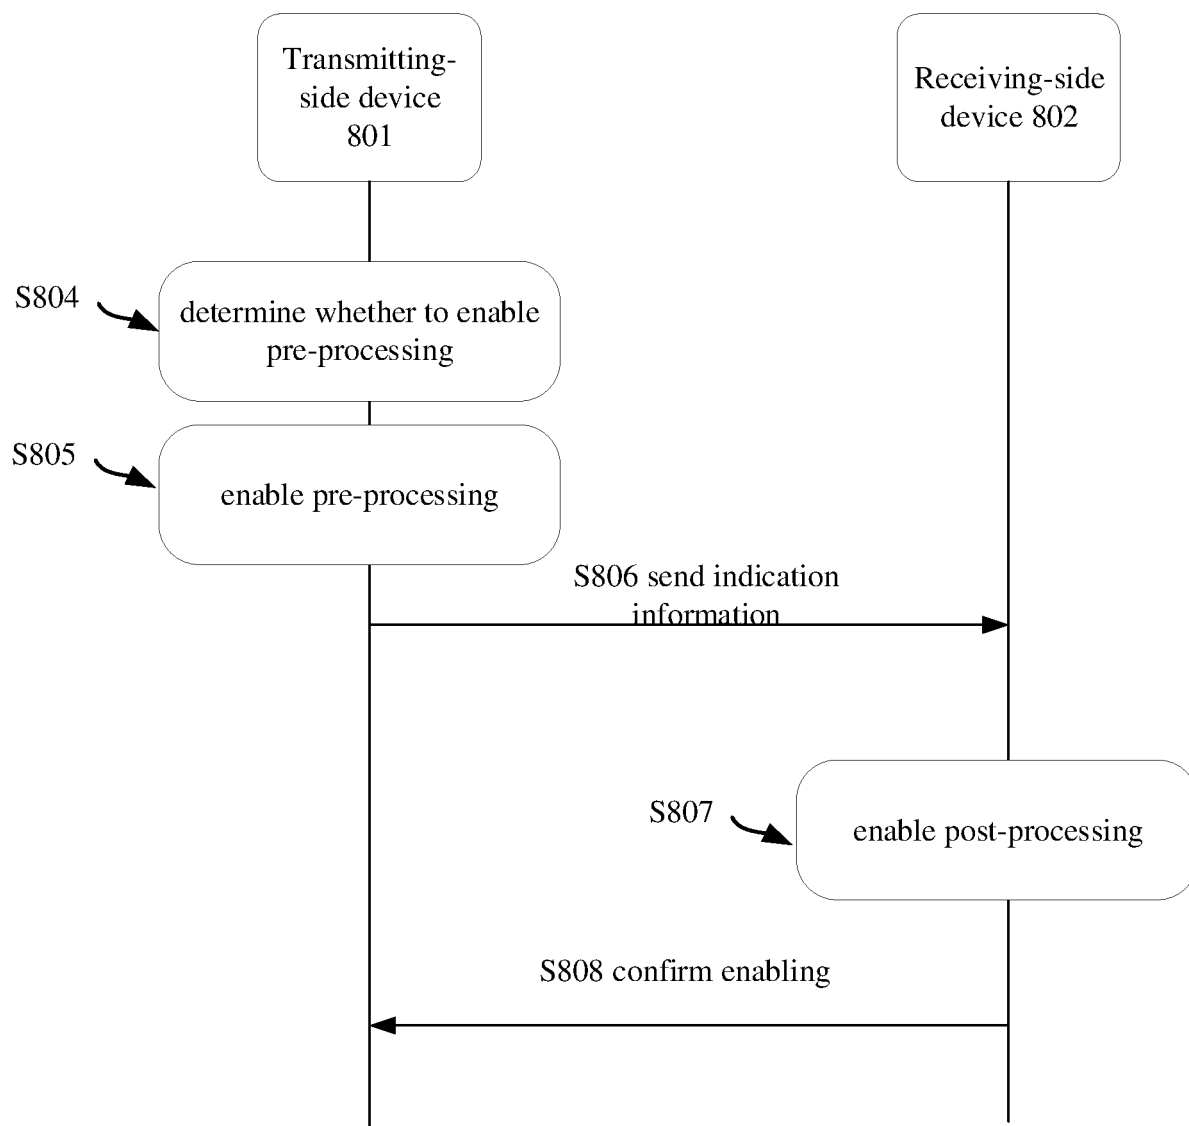 Transmitting-
side device
801
Receiving-side
device 802
S804
determine whether to enable
pre-processing
S805
enable pre-processing
S806 send indication
information
S807
enable post-processing
S808 confirm enabling